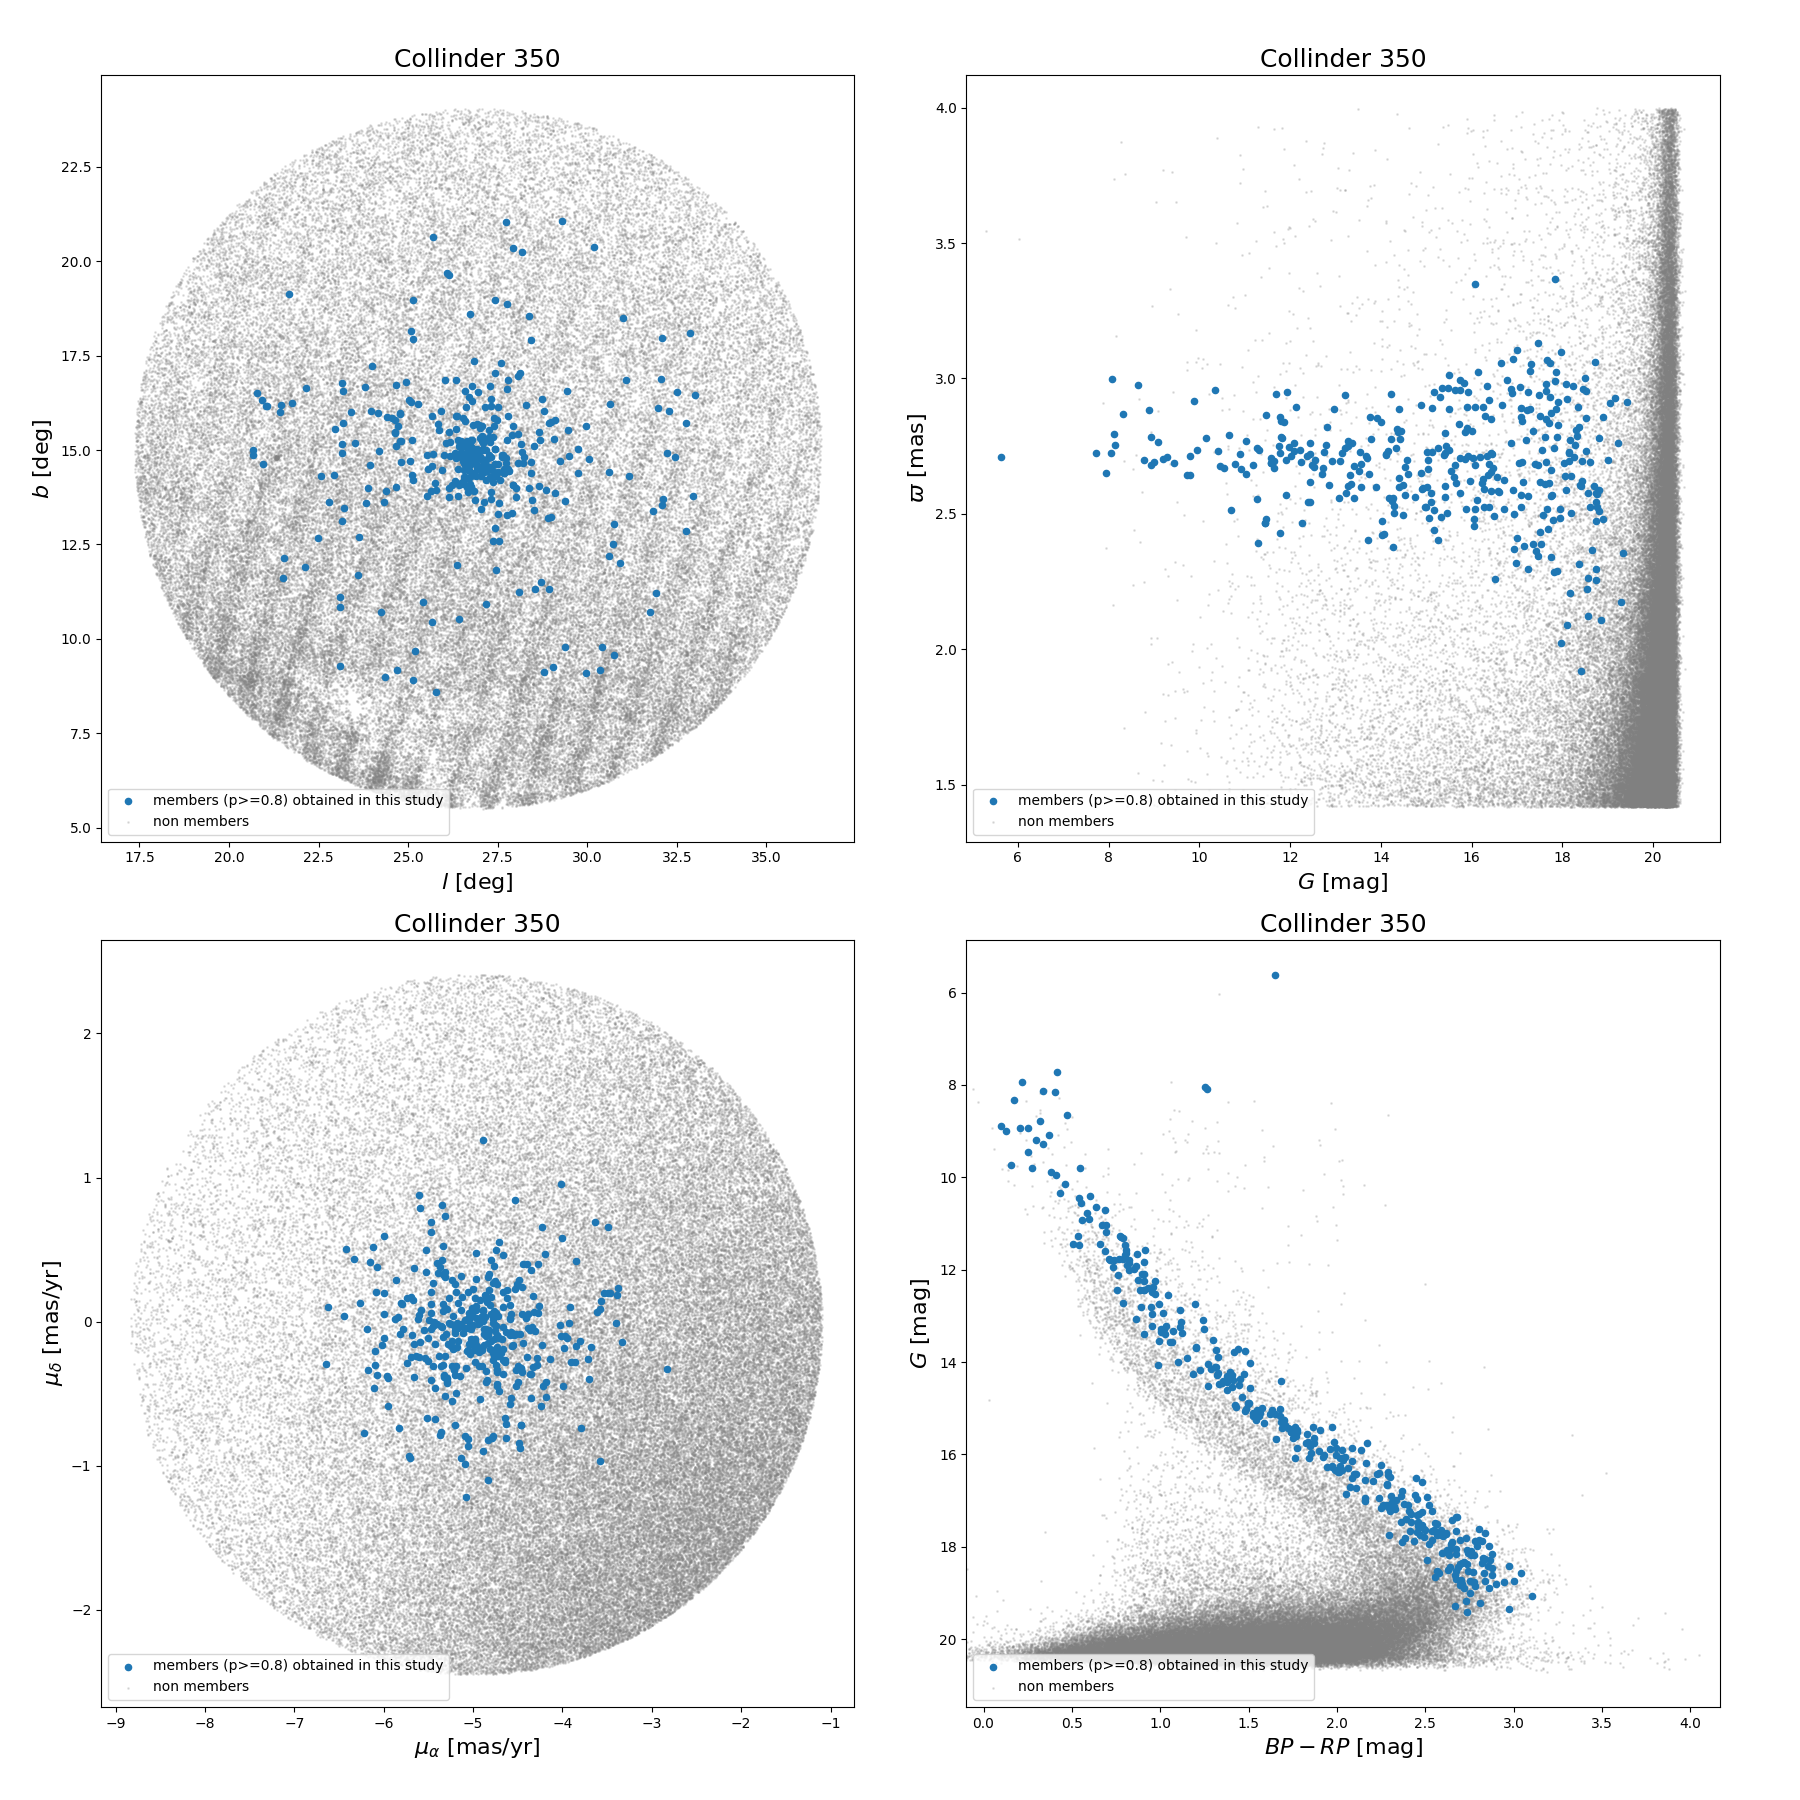 Collinder 350
22.5
20.0
17.5
15.0
12.5
10.0
7.5
5.0
b [deg]
members (p>=0.8) obtained in this study
non members
17.5 20.0 22.5 25.0 27.5 30.0 32.5 35.0
l [deg]
Collinder 350
4.0
3.5
3.0
2.5
2.0
1.5
ϖ [mas]
members (p>=0.8) obtained in this study
non members
6 8 10 12 14 16 18 20
G [mag]
Collinder 350
2
1
0
−1
−2
μδ [mas/yr]
members (p>=0.8) obtained in this study
non members
−9 −8 −7 −6 −5 −4 −3 −2 −1
μα [mas/yr]
Collinder 350
6
8
10
12
14
16
18
20
G [mag]
members (p>=0.8) obtained in this study
non members
0.0 0.5 1.0 1.5 2.0 2.5 3.0 3.5 4.0
BP − RP [mag]